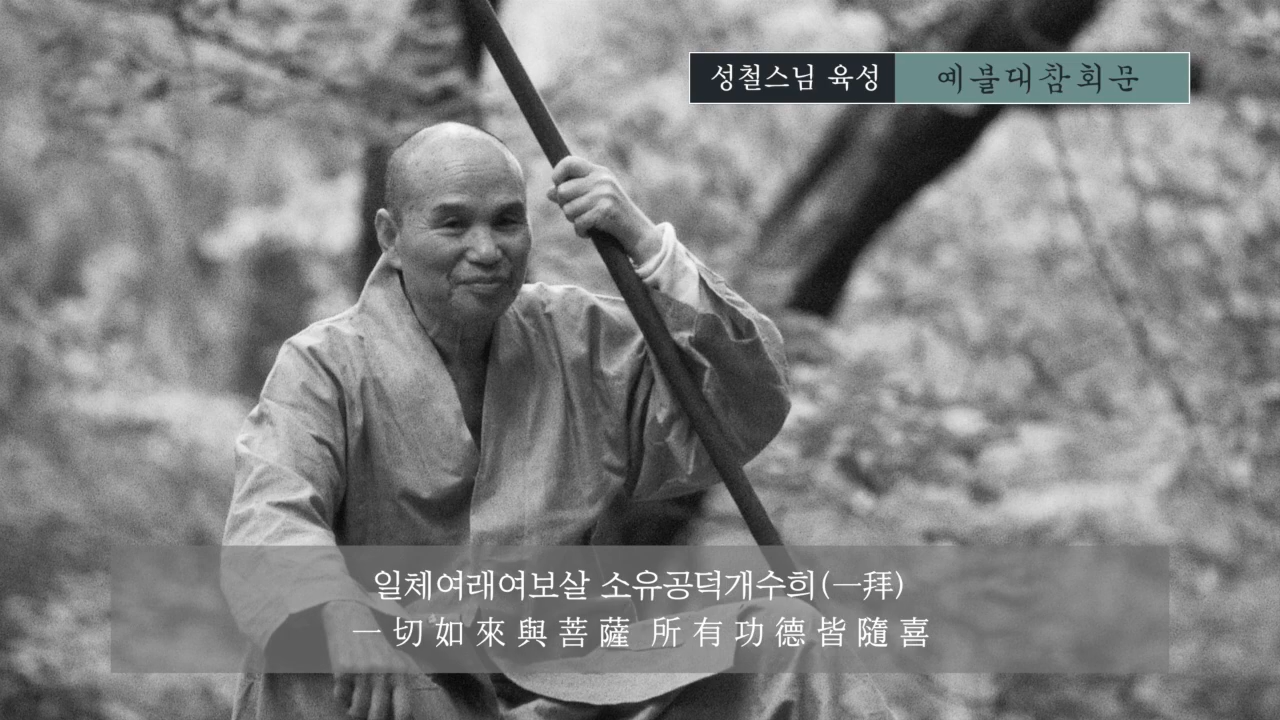 성철스님 육성 예불대참회문
일체여래여보살 소유공덕개수희(一拜)
一切如來與菩薩 所有功德皆隨喜